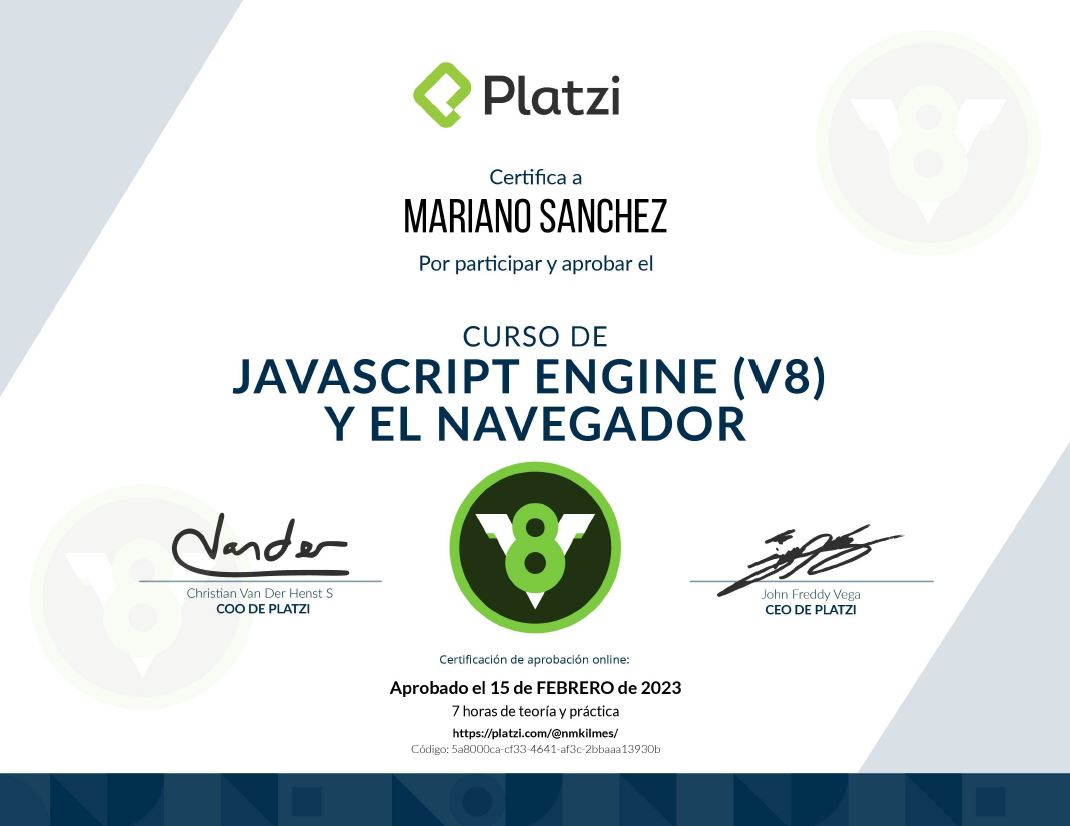 Platzi
Certifica a
MARIANO SANCHEZ
Por participar y aprobar el
CURSO DE
JAVASCRIPT ENGINE (V8)
Y EL NAVEGADOR
V8
Vander
Christian Van Der Henst S
COO DE PLATZI
John Freddy Vega
CEO DE PLATZI
Certificación de aprobación online:
Aprobado el 15 de FEBRERO de 2023
7 horas de teoría y práctica
https://platzi.com/@nmkilmes/
Código: 5a8000ca-cf33-4641-af3c-2bbaaa13930b